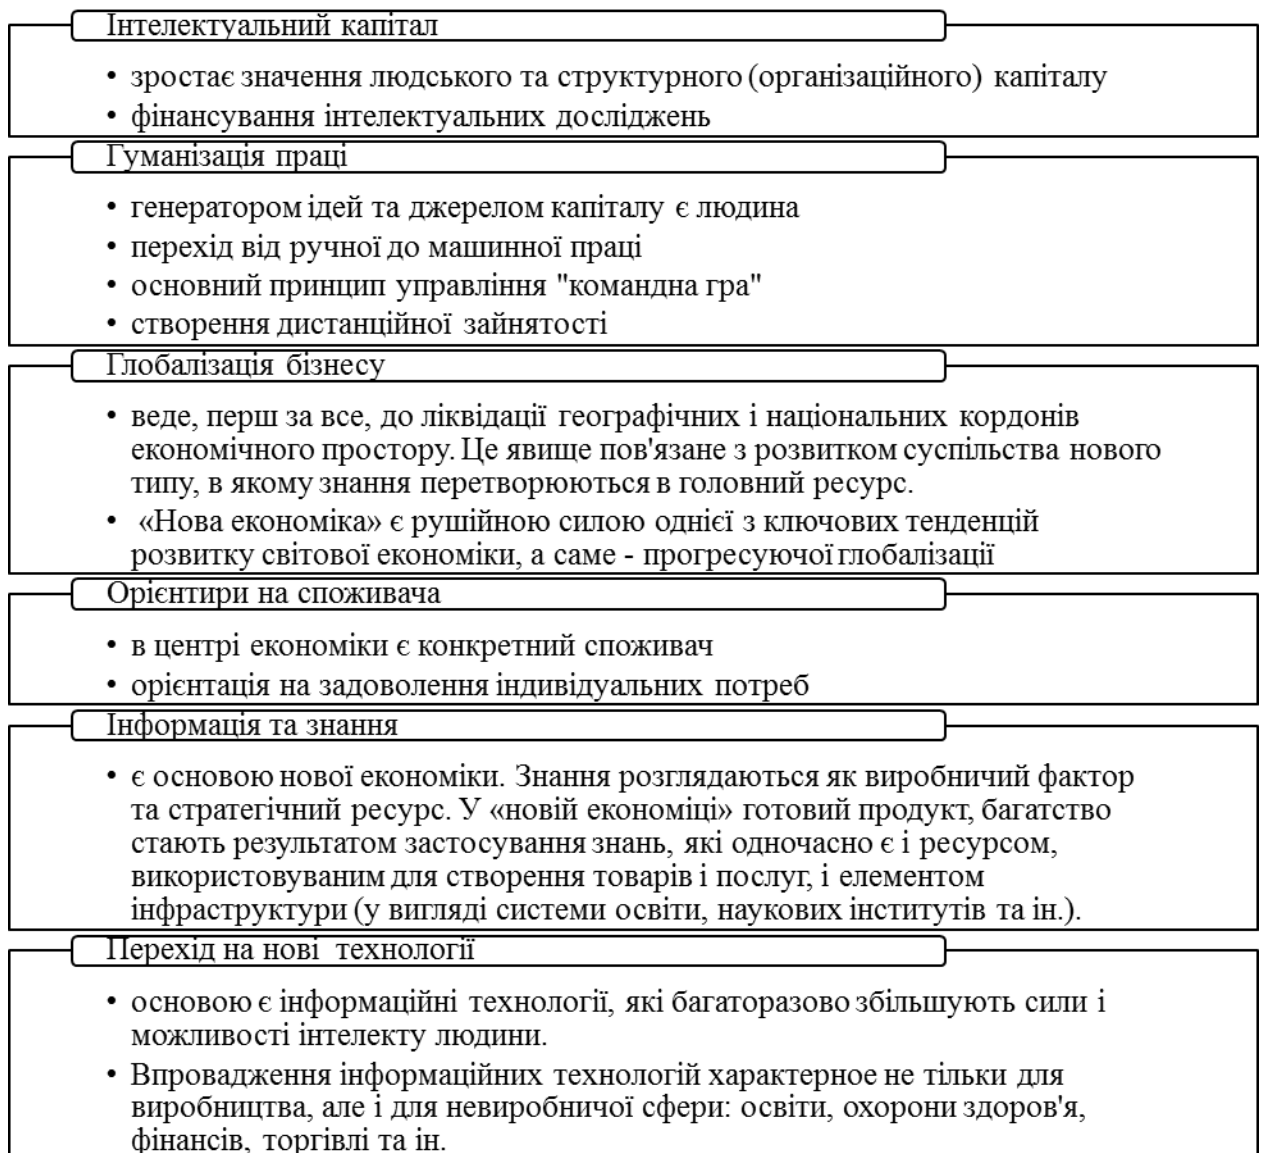 Інтелектуальний капітал
• зростає значення людського та структурного (організаційного) капіталу
• фінансування інтелектуальних досліджень
Гуманізація праці
• генератором ідей та джерелом капіталу є людина
• перехід від ручної до машинної праці
• основний принцип управління "командна гра"
• створення дистанційної зайнятості
Глобалізація бізнесу
• веде, перш за все, до ліквідації географічних і національних кордонів
економічного простору. Це явище пов'язане з розвитком суспільства нового
типу, в якому знання перетворюються в головний ресурс.
• «Нова економіка» є рушійною силою однієї з ключових тенденцій
розвитку світової економіки, а саме - прогресуючої глобалізації
Орієнтири на споживача
• в центрі економіки є конкретний споживач
• орієнтація на задоволення індивідуальних потреб
Інформація та знання
• є основою нової економіки. Знання розглядаються як виробничий фактор
та стратегічний ресурс. У «новій економіці» готовий продукт, багатство
стають результатом застосування знань, які одночасно є і ресурсом,
використовуваним для створення товарів і послуг, і елементом
інфраструктури (у вигляді системи освіти, наукових інститутів та ін.).
Перехід на нові технології
• основою є інформаційні технології, які багаторазово збільшують сили і
можливості інтелекту людини.
• Впровадження інформаційних технологій характерное не тільки для
виробництва, але і для невиробничої сфери: освіти, охорони здоров'я,
фінансів, торгівлі та ін.